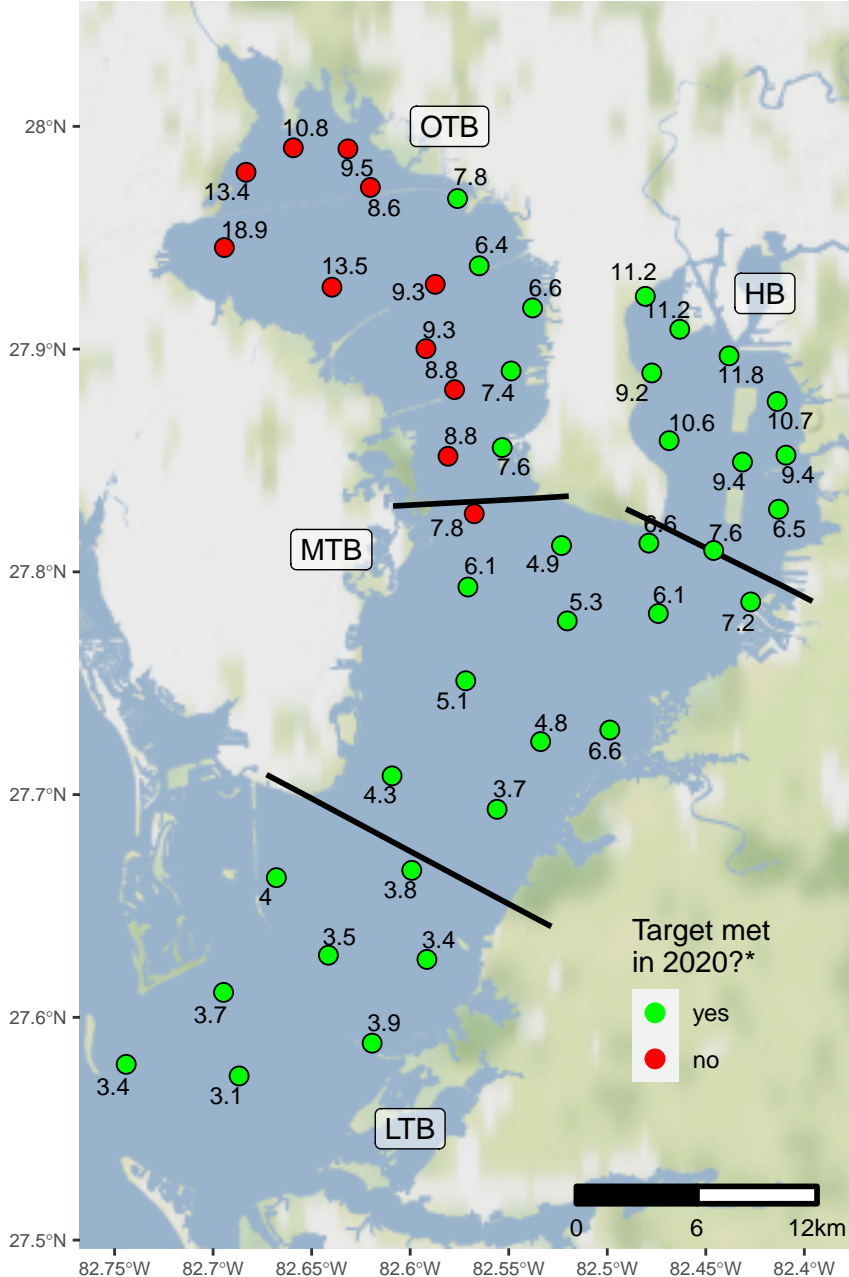 28°N
27.9°N
27.8°N
27.7°N
27.6°N
27.5°N
OTB
10.8
9.5
13.4
8.6
7.8
18.9
6.4
13.5
9.3
6.6
11.2
HB
11.2
9.3
11.8
8.8
7.4
9.2
10.7
10.6
8.8
7.6
9.4
9.4
7.8
6.6
7.6
6.5
MTB
4.9
6.1
5.3
6.1
7.2
5.1
4.8
6.6
4.3
3.7
3.8
4
3.5
3.4
3.7
3.9
3.4
3.1
LTB
Target met
in 2020?*
yes
no
0 6 12km
82.75°W 82.7°W 82.65°W 82.6°W 82.55°W 82.5°W 82.45°W 82.4°W